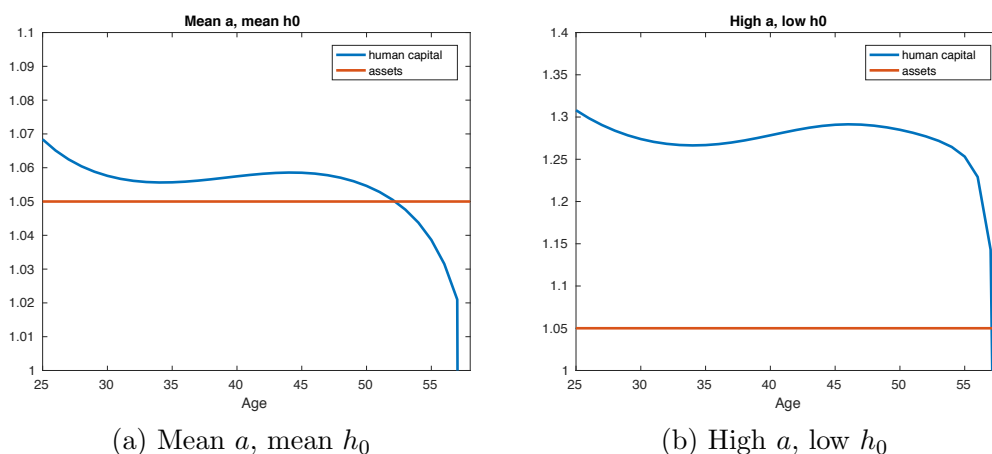 Mean a, mean h0
1.1
1.09
1.08
1.07
1.06
1.05
1.04
1.03
1.02
1.01
1
human capital
assets
25 30 35 40 45 50 55
Age
(a) Mean a, mean h₀
High a, low h0
1.4
1.35
1.3
1.25
1.2
1.15
1.1
1.05
1
human capital
assets
25 30 35 40 45 50 55
Age
(b) High a, low h₀